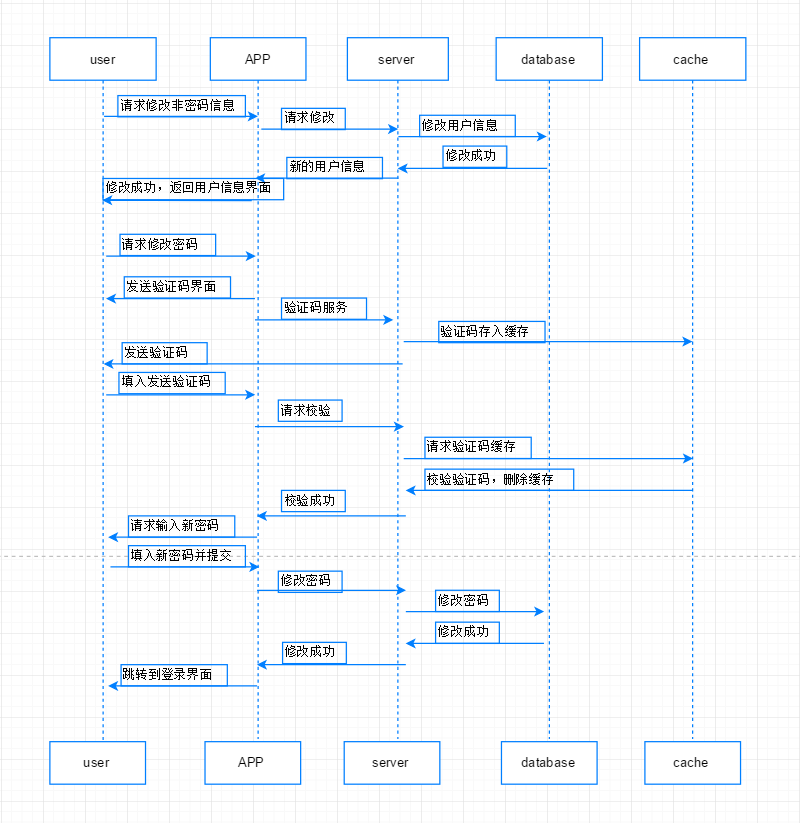 user
APP
server
database
cache
请求修改非密码信息
请求修改
修改用户信息
修改成功
新的用户信息
修改成功，返回用户信息界面
请求修改密码
发送验证码界面
验证码服务
验证码存入缓存
发送验证码
填入发送验证码
请求校验
请求验证码缓存
校验验证码，删除缓存
校验成功
请求输入新密码
填入新密码并提交
修改密码
修改密码
修改成功
修改成功
跳转到登录界面
user
APP
server
database
cache